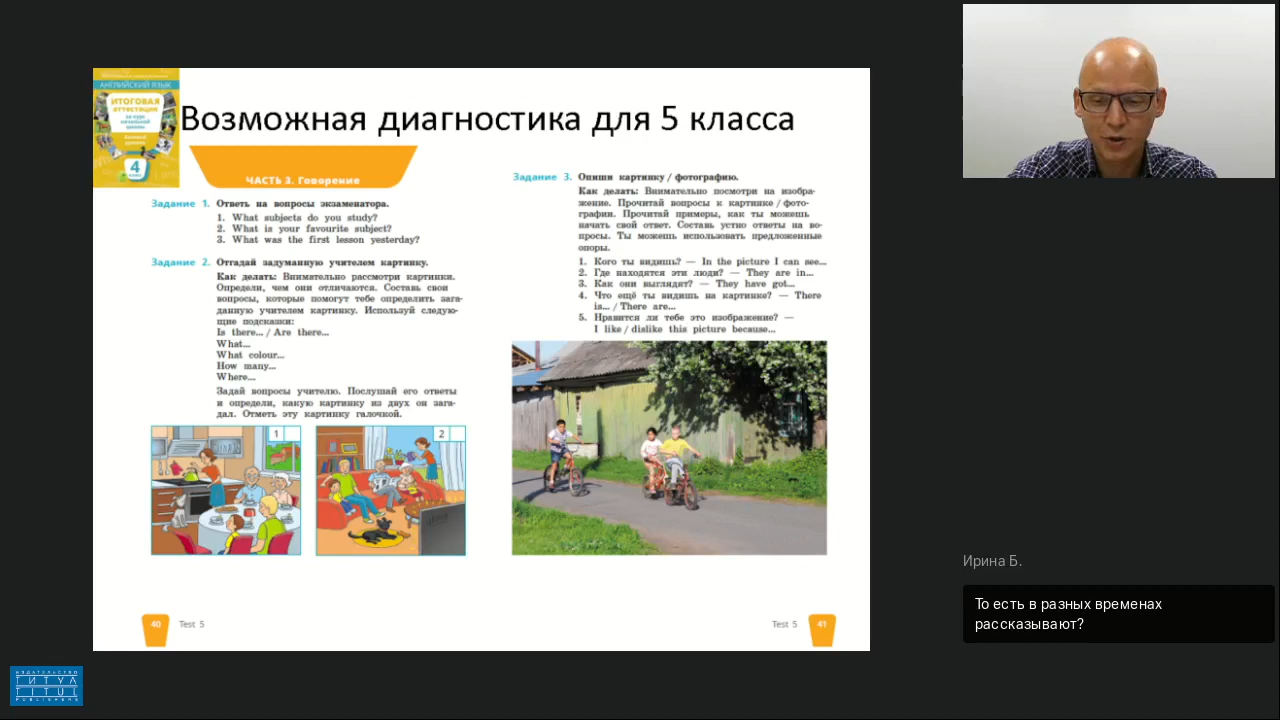 АНГЛИЙСКИЙ ЯЗЫК
ИТОГОВАЯ
аттестация
за курс
начальной
школы
4
Возможная диагностика для 5 класса
ЧАСТЬ 3. Говорение
Задание 1. Ответь на вопросы экзаменатора.
1. What subjects do you study?
2. What is your favourite subject?
3. What was the first lesson yesterday?
Задание 2. Отгадай задуманную учителем картинку.
Как делать: Внимательно рассмотри картинки.
Определи, чем они отличаются. Составь свои
вопросы, которые помогут тебе определить зага-
данную учителем картинку. Используй следую-
щие подсказки:
Is there... / Are there...
What...
What colour...
How many...
Where...
Задай вопросы учителю. Послушай его ответы
и определи, какую картинку из двух он зага-
дал. Отметь эту картинку галочкой.
1
2
40
Test 5
Задание 3. Опиши картинку / фотографию.
Как делать: Внимательно посмотри на изобра-
жение. Прочитай вопросы к картинке / фото-
графии. Прочитай примеры, как ты можешь
начать свой ответ. Составь устно ответы на во-
просы. Ты можешь использовать предложенные
опоры.
1. Кого ты видишь? — In the picture I can see...
2. Где находятся эти люди? — They are in...
3. Как они выглядят? — They have got...
4. Что ещё ты видишь на картинке? — There
is... / There are...
5. Нравится ли тебе это изображение? —
I like / dislike this picture because...
Test 5
41
Ирина Б.
То есть в разных временах
рассказывают?
ИЗДАТЕЛЬСТВО
ТИТУЛ
TITUL
PUBLISHERS